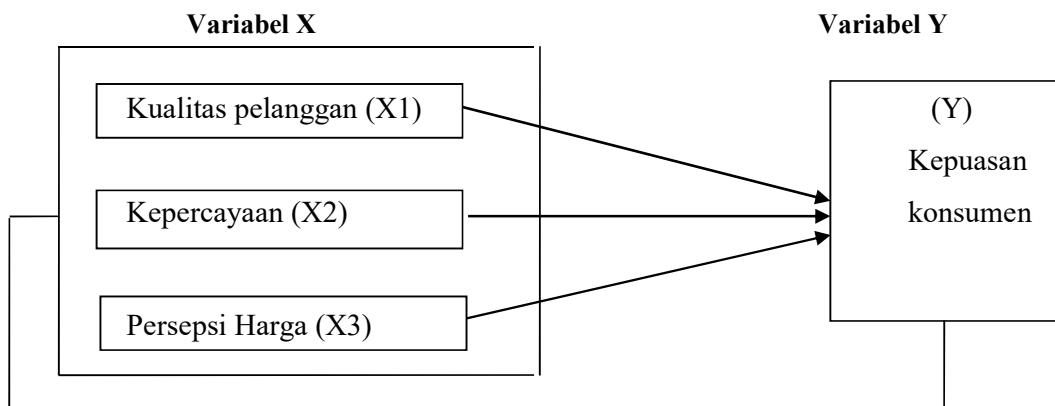 Variabel X
Variabel Y
Kualitas pelanggan (X1)
Kepercayaan (X2)
Persepsi Harga (X3)
(Y)
Kepuasan
konsumen